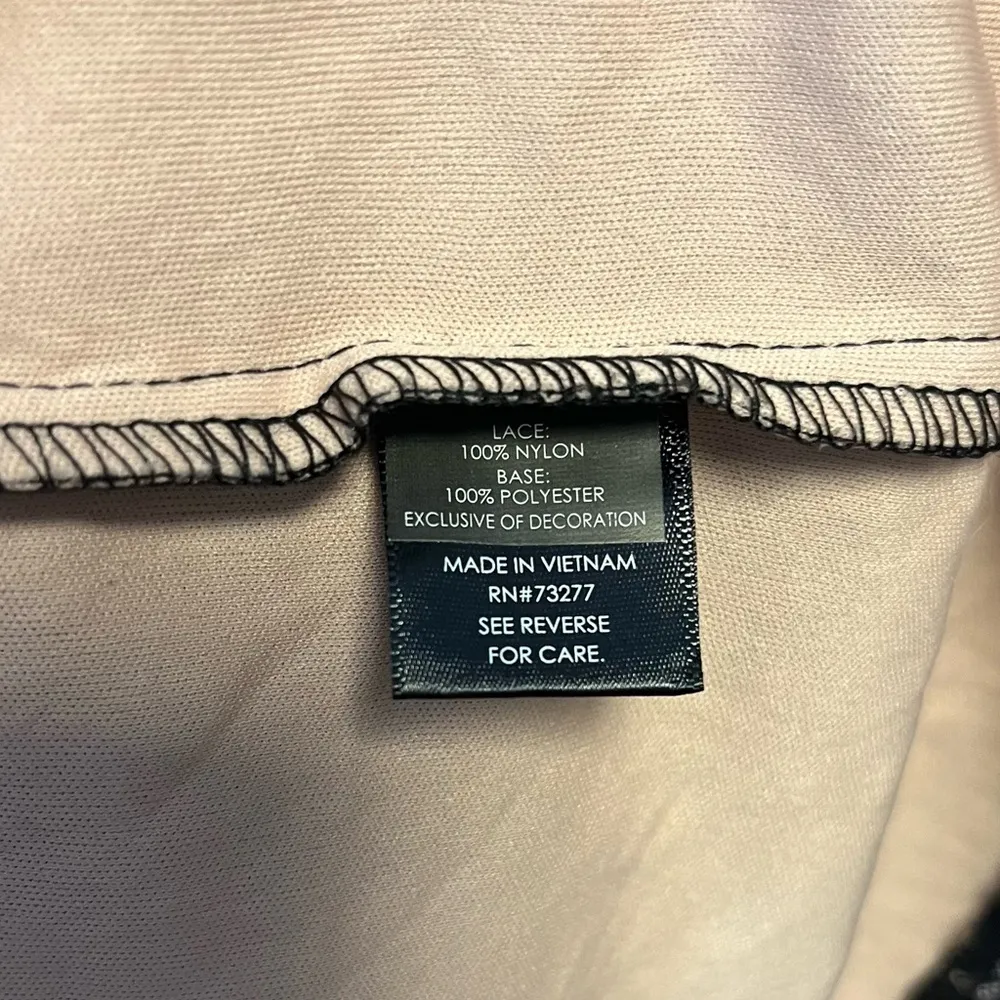 LACE:
100% NYLON
BASE:
100% POLYESTER
EXCLUSIVE OF DECORATION
MADE IN VIETNAM
RN#73277
SEE REVERSE
FOR CARE.